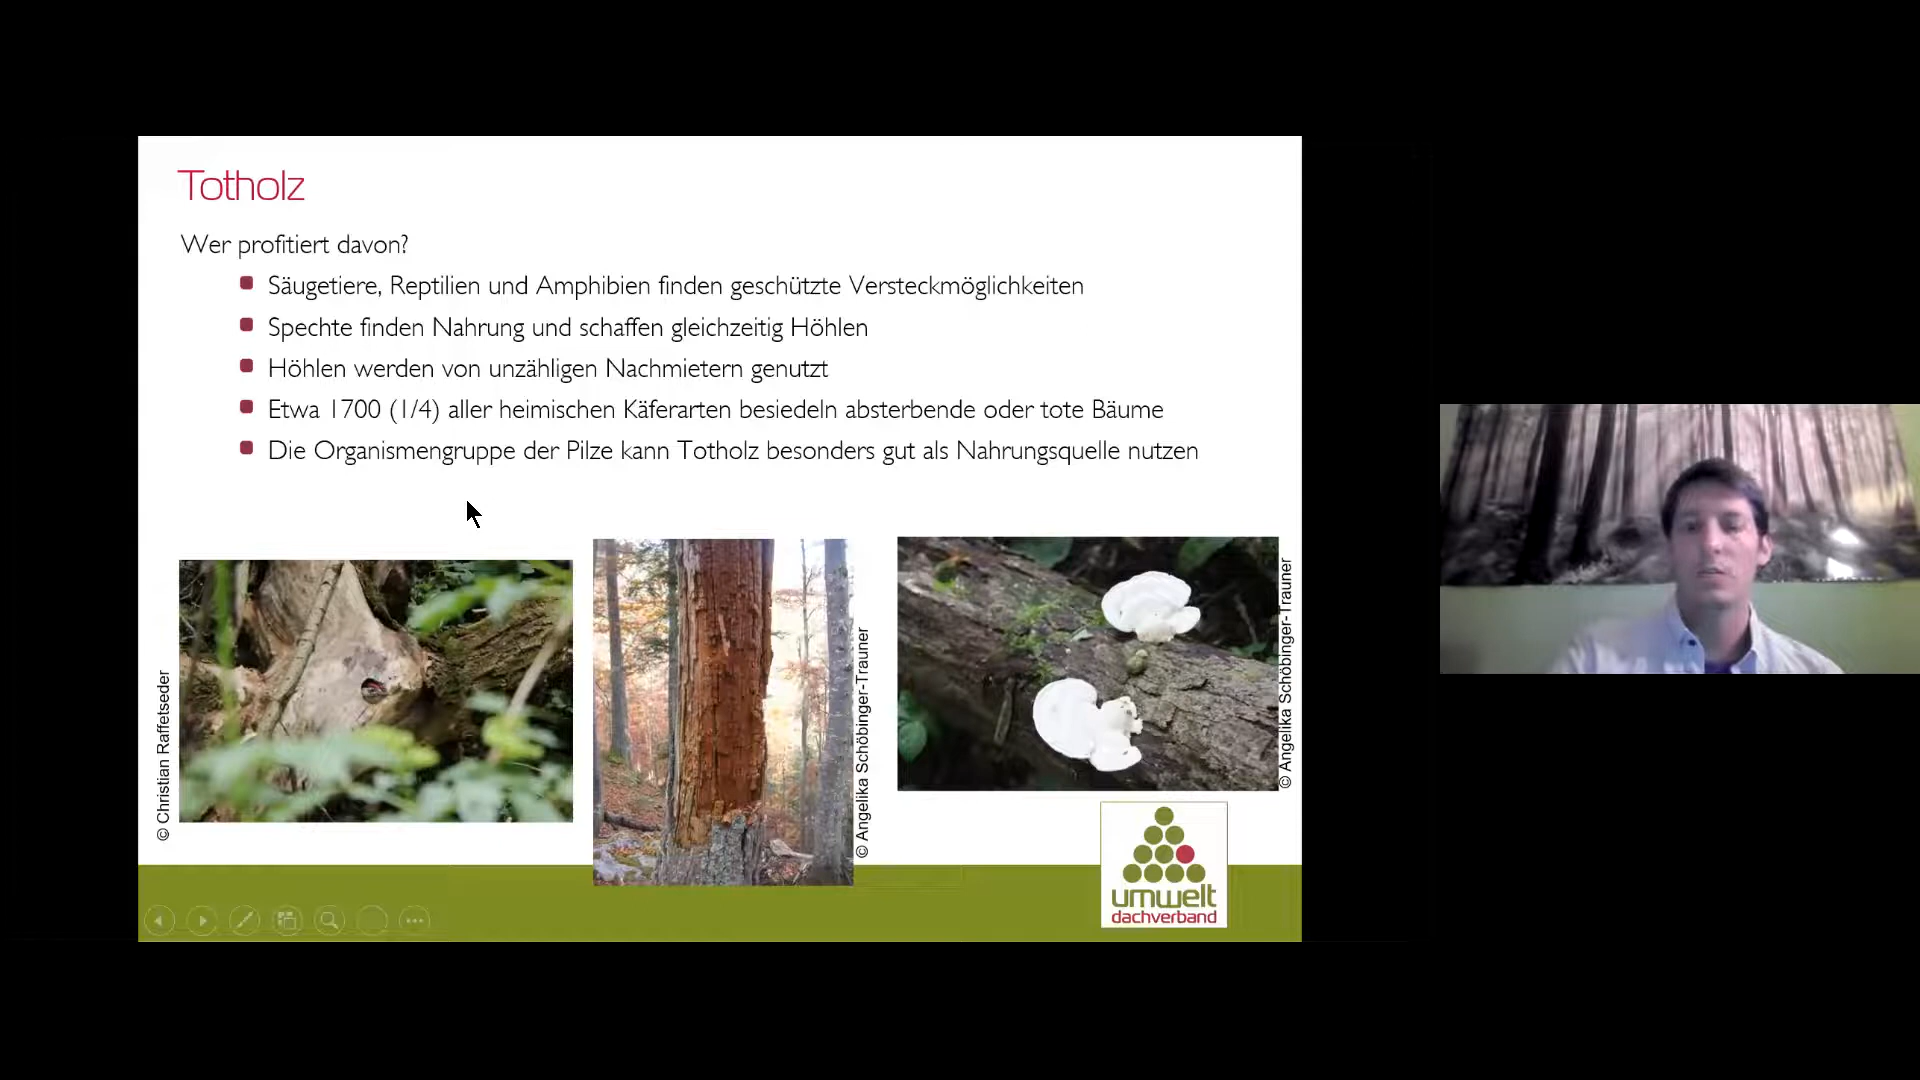 Totholz
Wer profitiert davon?
Säugetiere, Reptilien und Amphibien finden geschützte Versteckmöglichkeiten
Spechte finden Nahrung und schaffen gleichzeitig Höhlen
Höhlen werden von unzähligen Nachmietern genutzt
Etwa 1700 (1/4) aller heimischen Käferarten besiedeln absterbende oder tote Bäume
Die Organismengruppe der Pilze kann Totholz besonders gut als Nahrungsquelle nutzen
© Christian Raffetseder
© Angelika Schöbinger-Trauner
© Angelika Schöbinger-Trauner
umwelt
dachverband